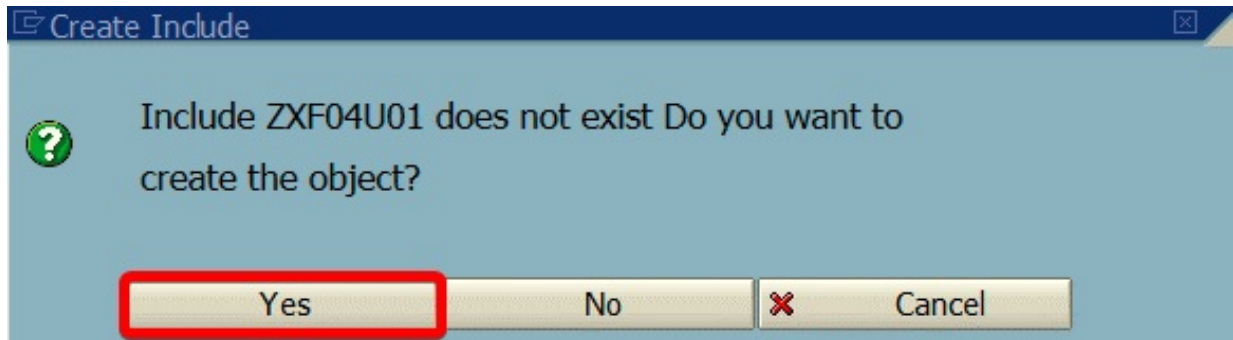 Create Include
Include ZXF04U01 does not exist Do you want to
create the object?
Yes No Cancel